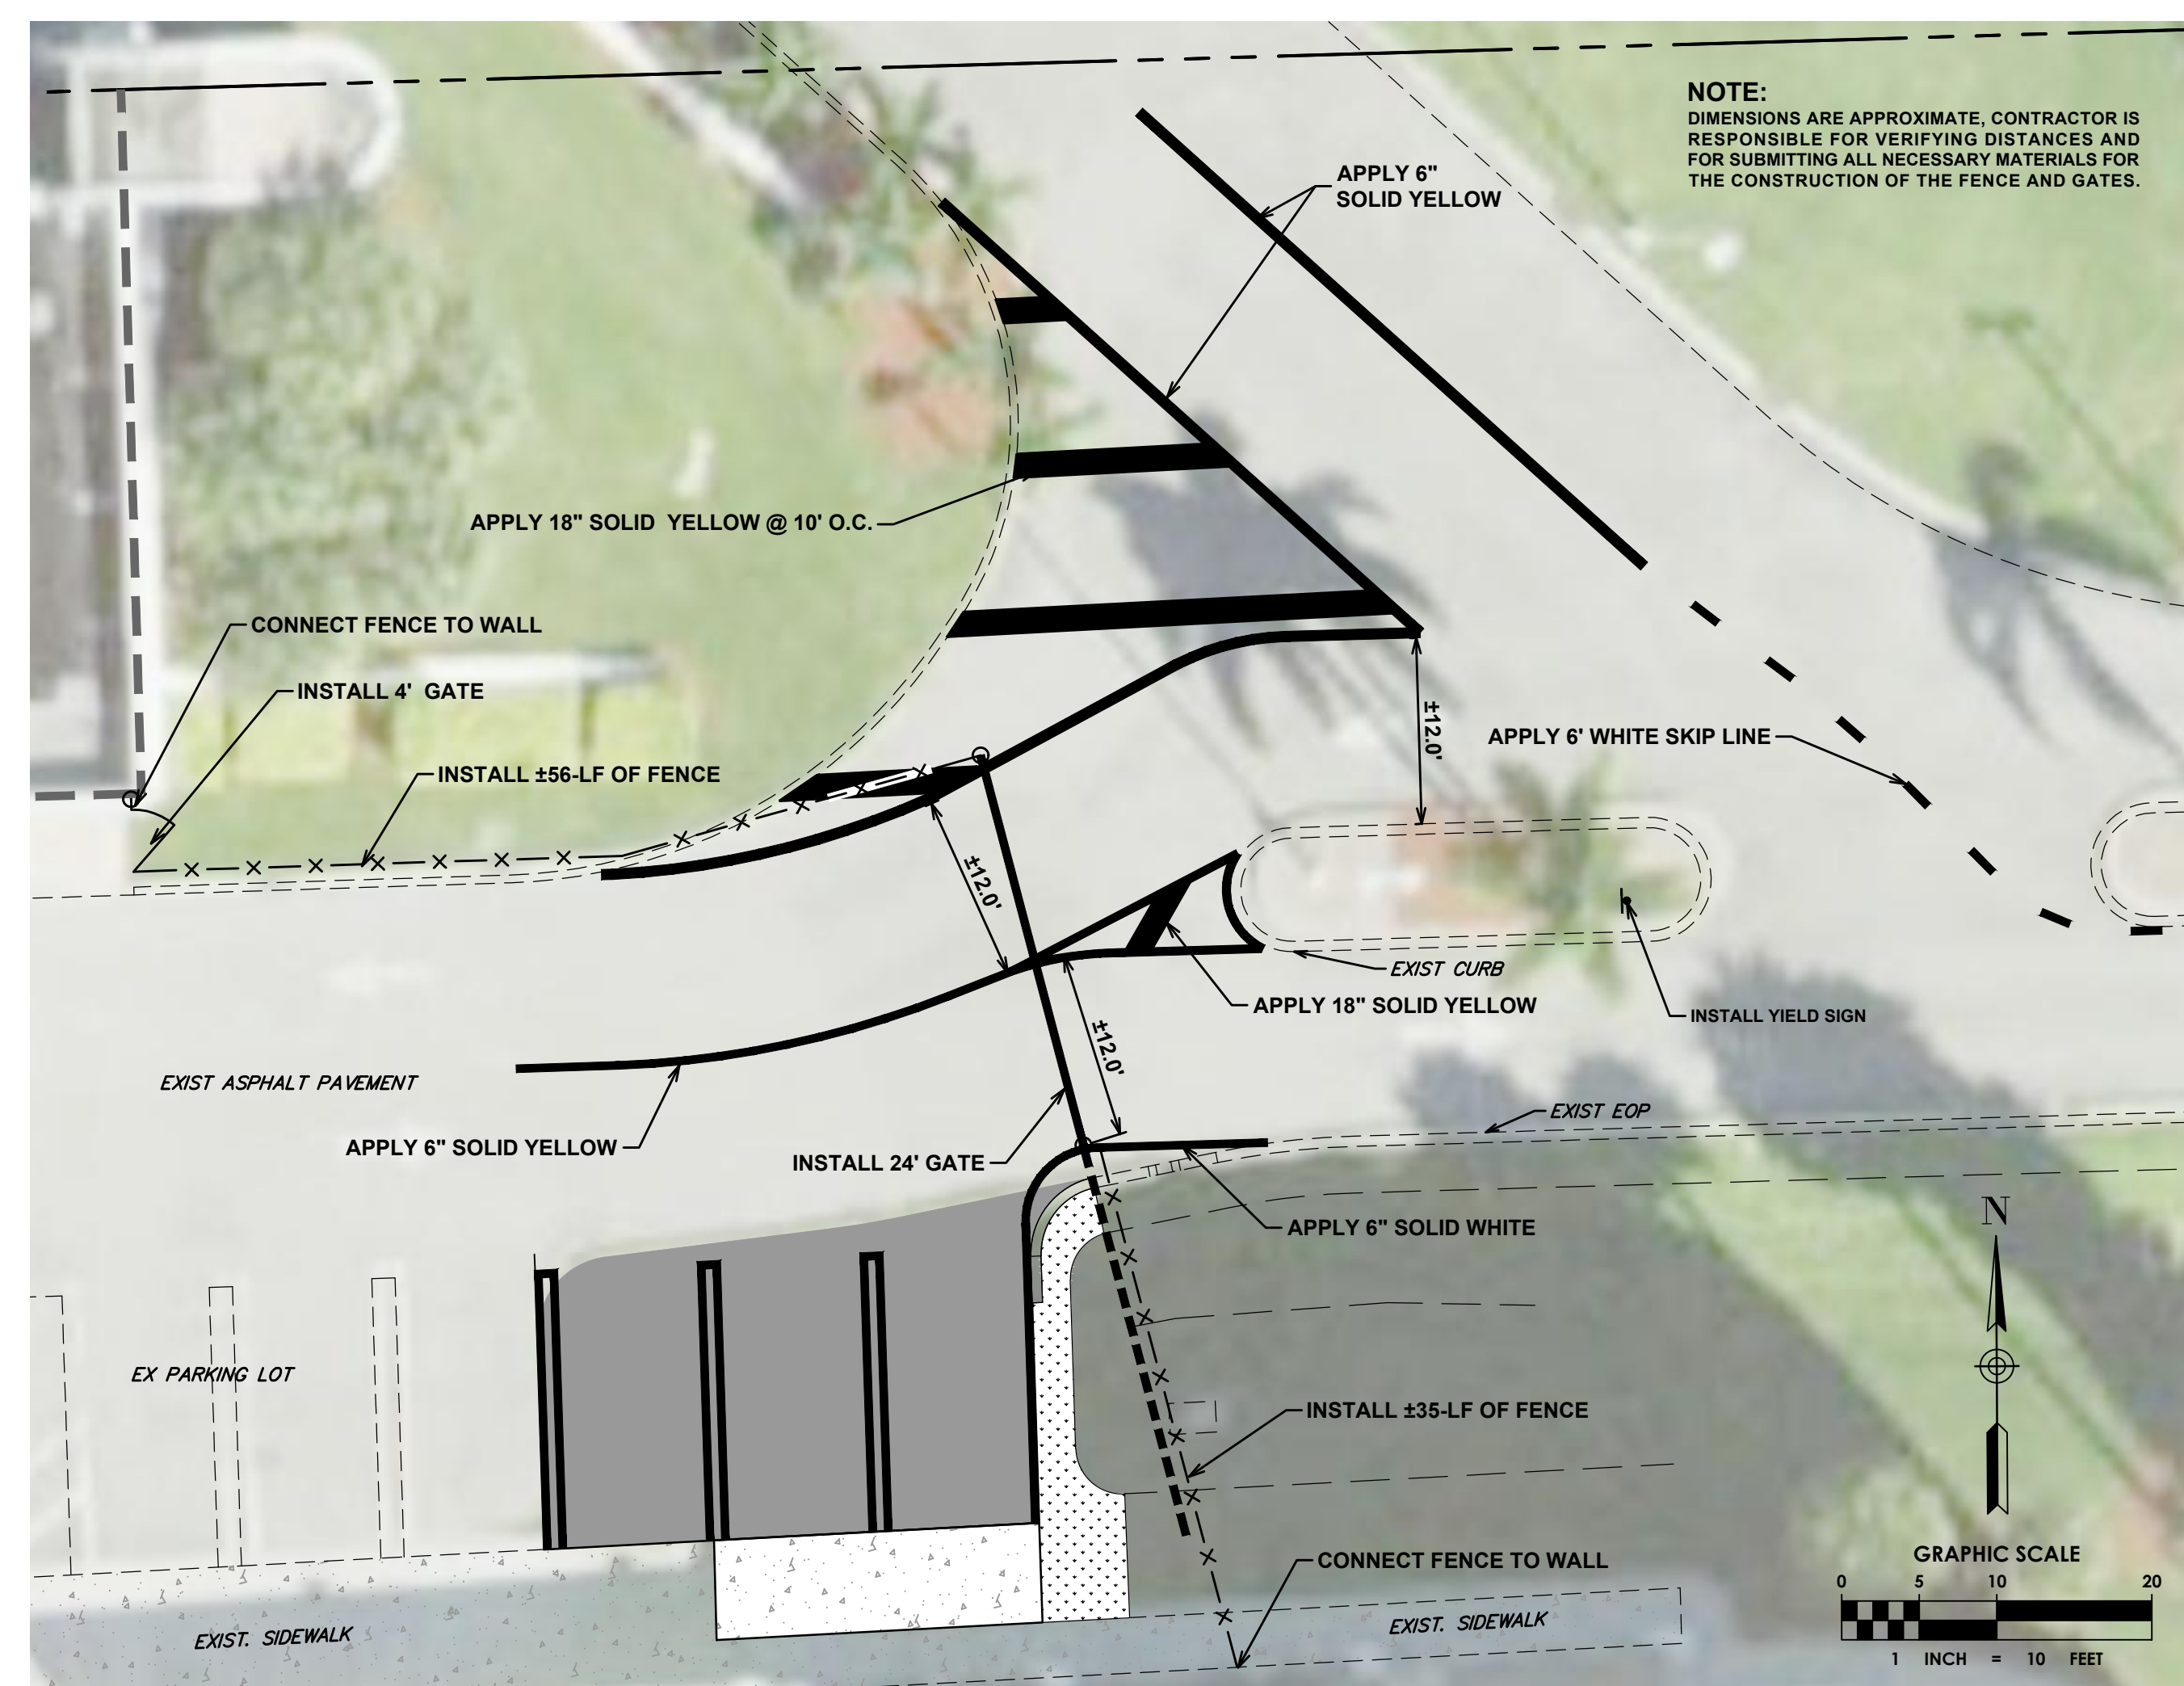 NOTE:
DIMENSIONS ARE APPROXIMATE, CONTRACTOR IS
RESPONSIBLE FOR VERIFYING DISTANCES AND
FOR SUBMITTING ALL NECESSARY MATERIALS FOR
THE CONSTRUCTION OF THE FENCE AND GATES.
APPLY 6"
SOLID YELLOW
APPLY 18" SOLID YELLOW @ 10' O.C.
CONNECT FENCE TO WALL
INSTALL 4' GATE
INSTALL ±56-LF OF FENCE
±12.0'
APPLY 6' WHITE SKIP LINE
±12.0'
EXIST CURB
APPLY 18" SOLID YELLOW
INSTALL YIELD SIGN
±12.0'
EXIST ASPHALT PAVEMENT
EXIST EOP
APPLY 6" SOLID YELLOW
INSTALL 24' GATE
APPLY 6" SOLID WHITE
N
EX PARKING LOT
INSTALL ±35-LF OF FENCE
CONNECT FENCE TO WALL
GRAPHIC SCALE
0 5 10 20
1 INCH = 10 FEET
EXIST. SIDEWALK
EXIST. SIDEWALK